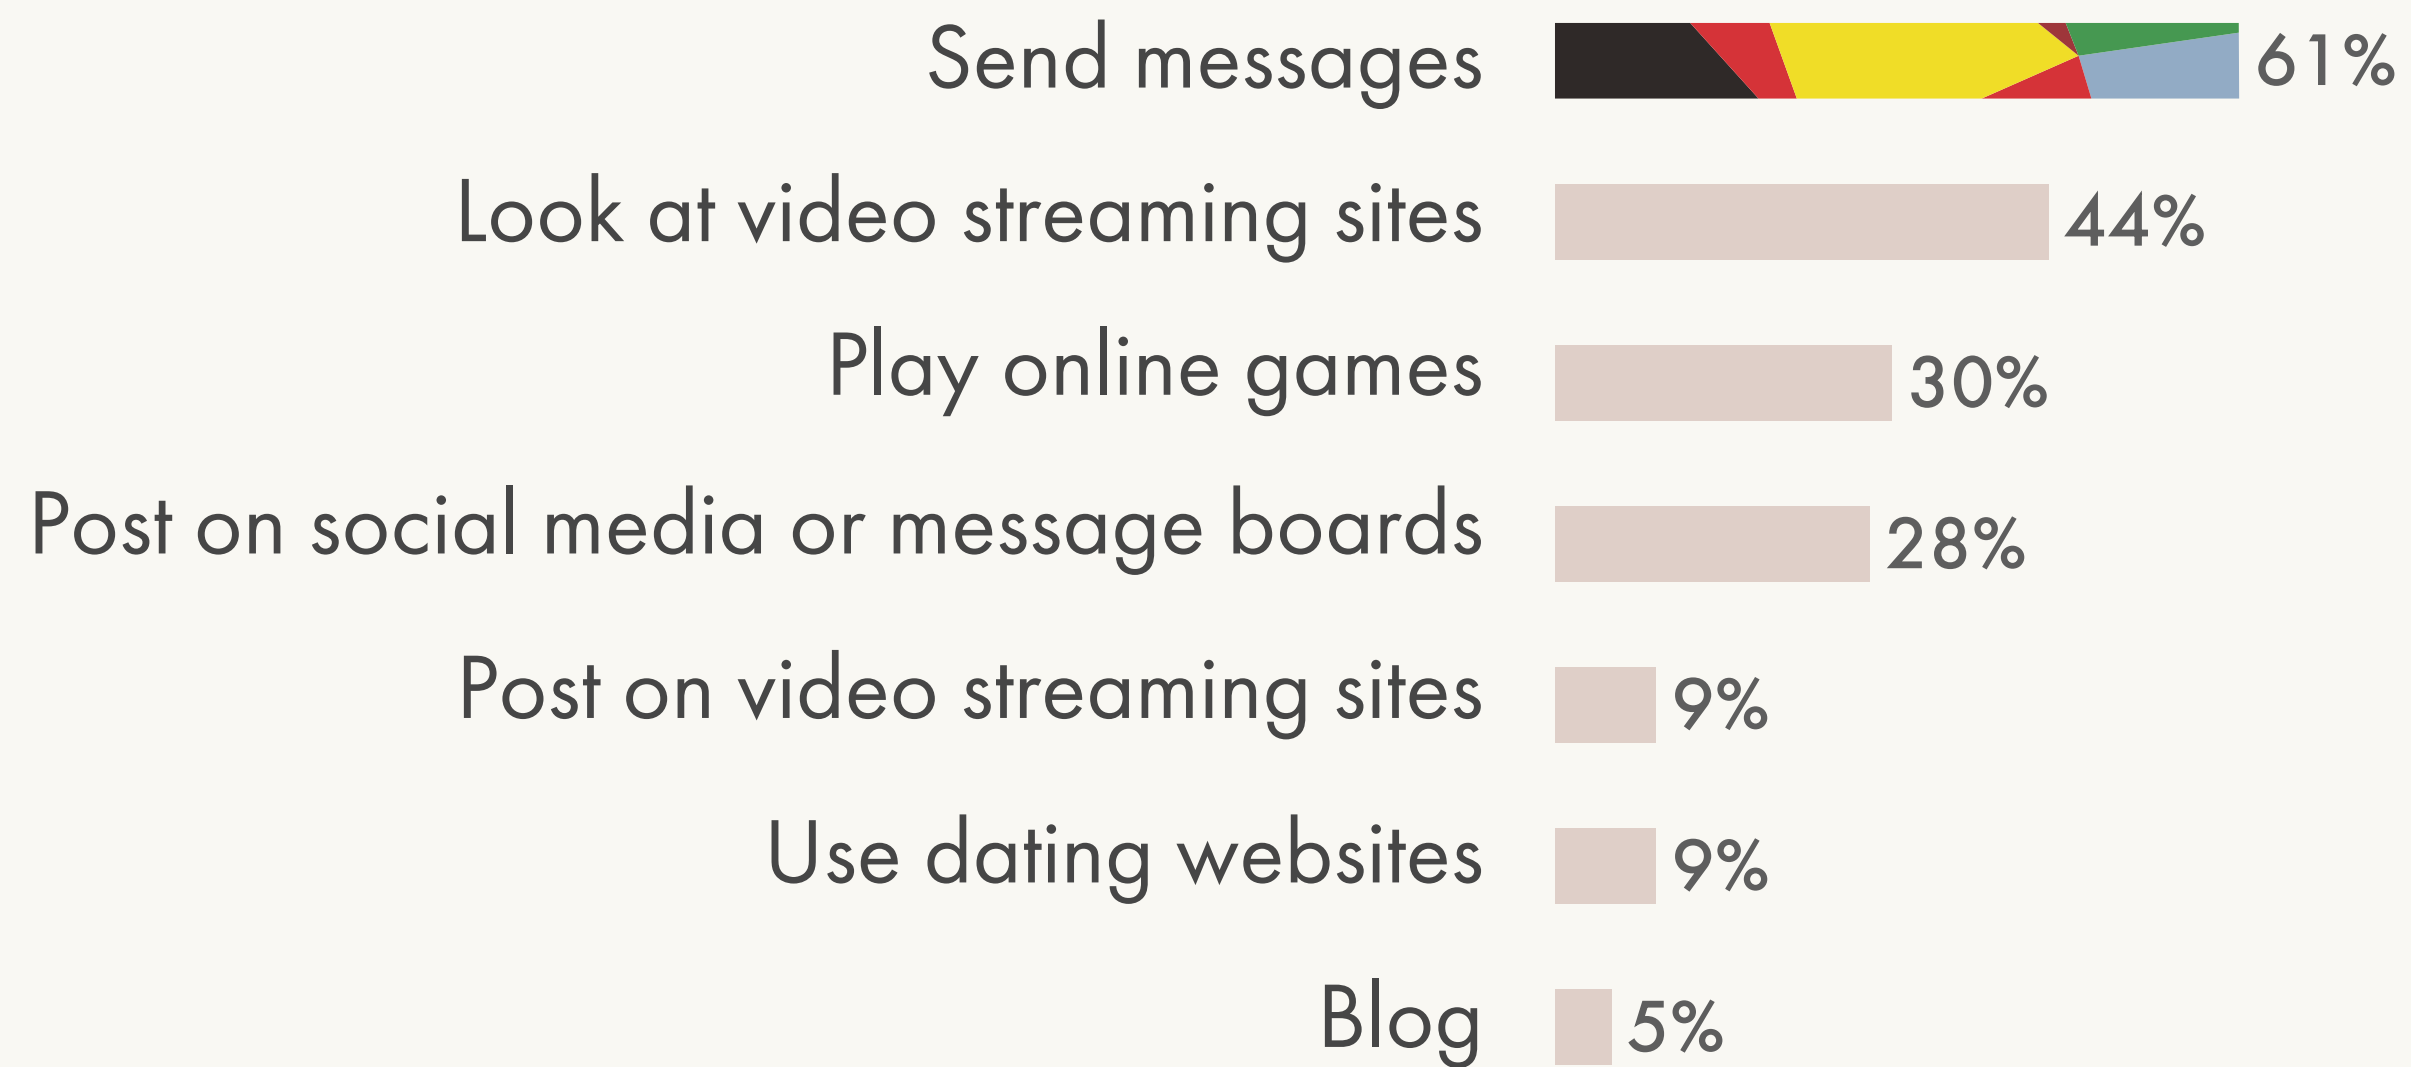 Send messages 61%
Look at video streaming sites 44%
Play online games 30%
Post on social media or message boards 28%
Post on video streaming sites 9%
Use dating websites 9%
Blog 5%